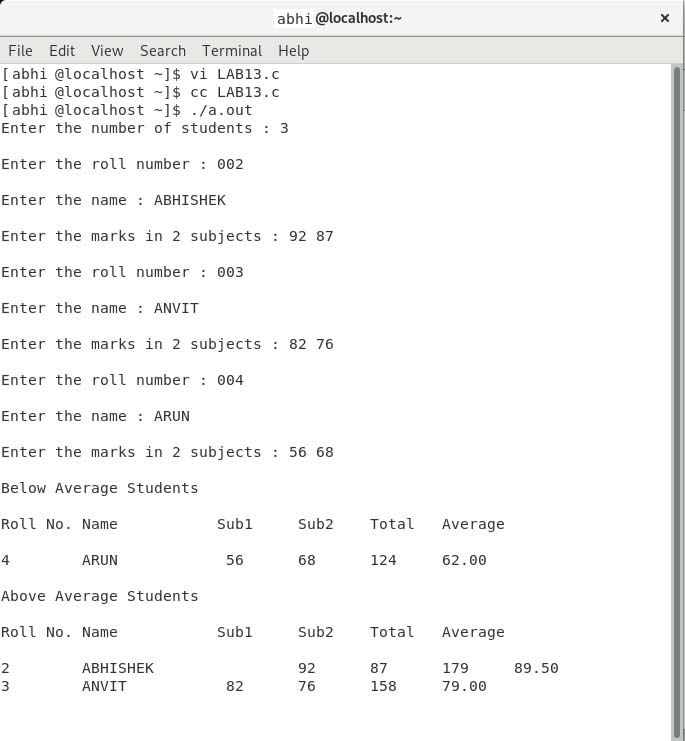 abhi@localhost:~ ×
File Edit View Search Terminal Help
[abhi @localhost ~]$ vi LAB13.c
[abhi @localhost ~]$ cc LAB13.c
[abhi @localhost ~]$ ./a.out
Enter the number of students : 3
Enter the roll number : 002
Enter the name : ABHISHEK
Enter the marks in 2 subjects : 92 87
Enter the roll number : 003
Enter the name : ANVIT
Enter the marks in 2 subjects : 82 76
Enter the roll number : 004
Enter the name : ARUN
Enter the marks in 2 subjects : 56 68
Below Average Students
Roll No. Name           Sub1     Sub2    Total   Average
4        ARUN            56      68      124     62.00
Above Average Students
Roll No. Name           Sub1     Sub2    Total   Average
2        ABHISHEK                92      87      179     89.50
3        ANVIT           82      76      158     79.00